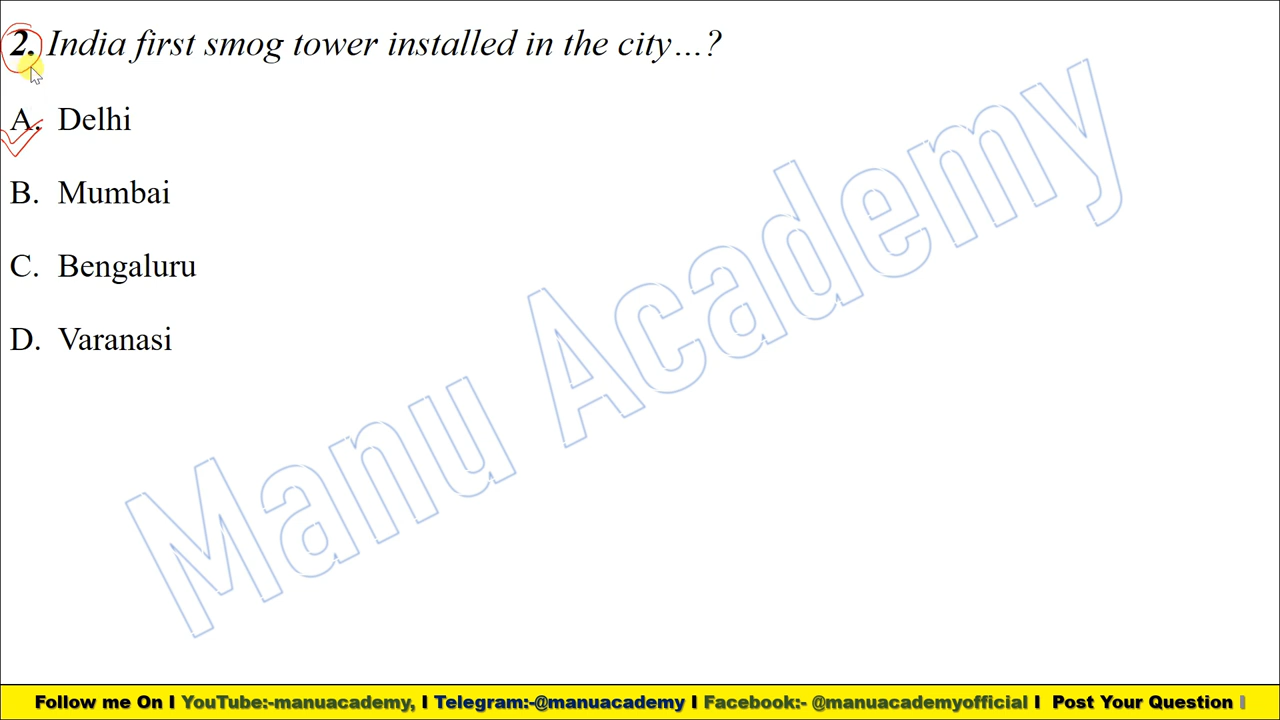 2. India first smog tower installed in the city...?
A. Delhi
B. Mumbai
C. Bengaluru
D. Varanasi
Manu Academy
Follow me On I YouTube:-manuacademy, I Telegram:-@manuacademy I Facebook:- @manuacademyofficial I Post Your Question I